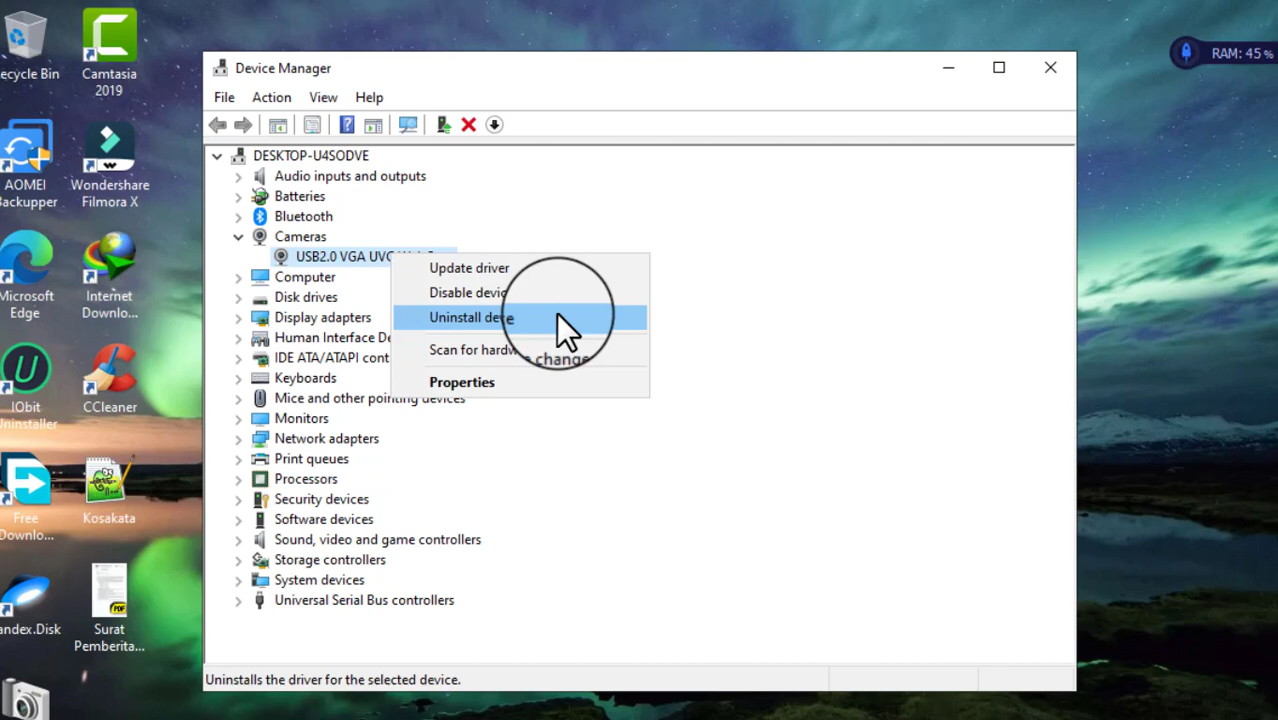 ecycle Bin
Camtasia
2019
AOMEI
Backupper
Wondershare
Filmora X
Microsoft
Edge
Internet
Downlo...
IObit
Uninstaller
CCleaner
Free
Downlo...
Kosakata
andex.Disk
PDF
Surat
Pemberita...
RAM: 45 %
Device Manager
File Action View Help
DESKTOP-U4SODVE
Audio inputs and outputs
Batteries
Bluetooth
Cameras
USB2.0 VGA UVC
Computer
Disk drives
Display adapters
Human Interface De
IDE ATA/ATAPI cont
Keyboards
Mice and other pointing devices
Monitors
Network adapters
Print queues
Processors
Security devices
Software devices
Sound, video and game controllers
Storage controllers
System devices
Universal Serial Bus controllers
Update driver
Disable devic
Uninstall device
Scan for hardw change
Properties
Uninstalls the driver for the selected device.